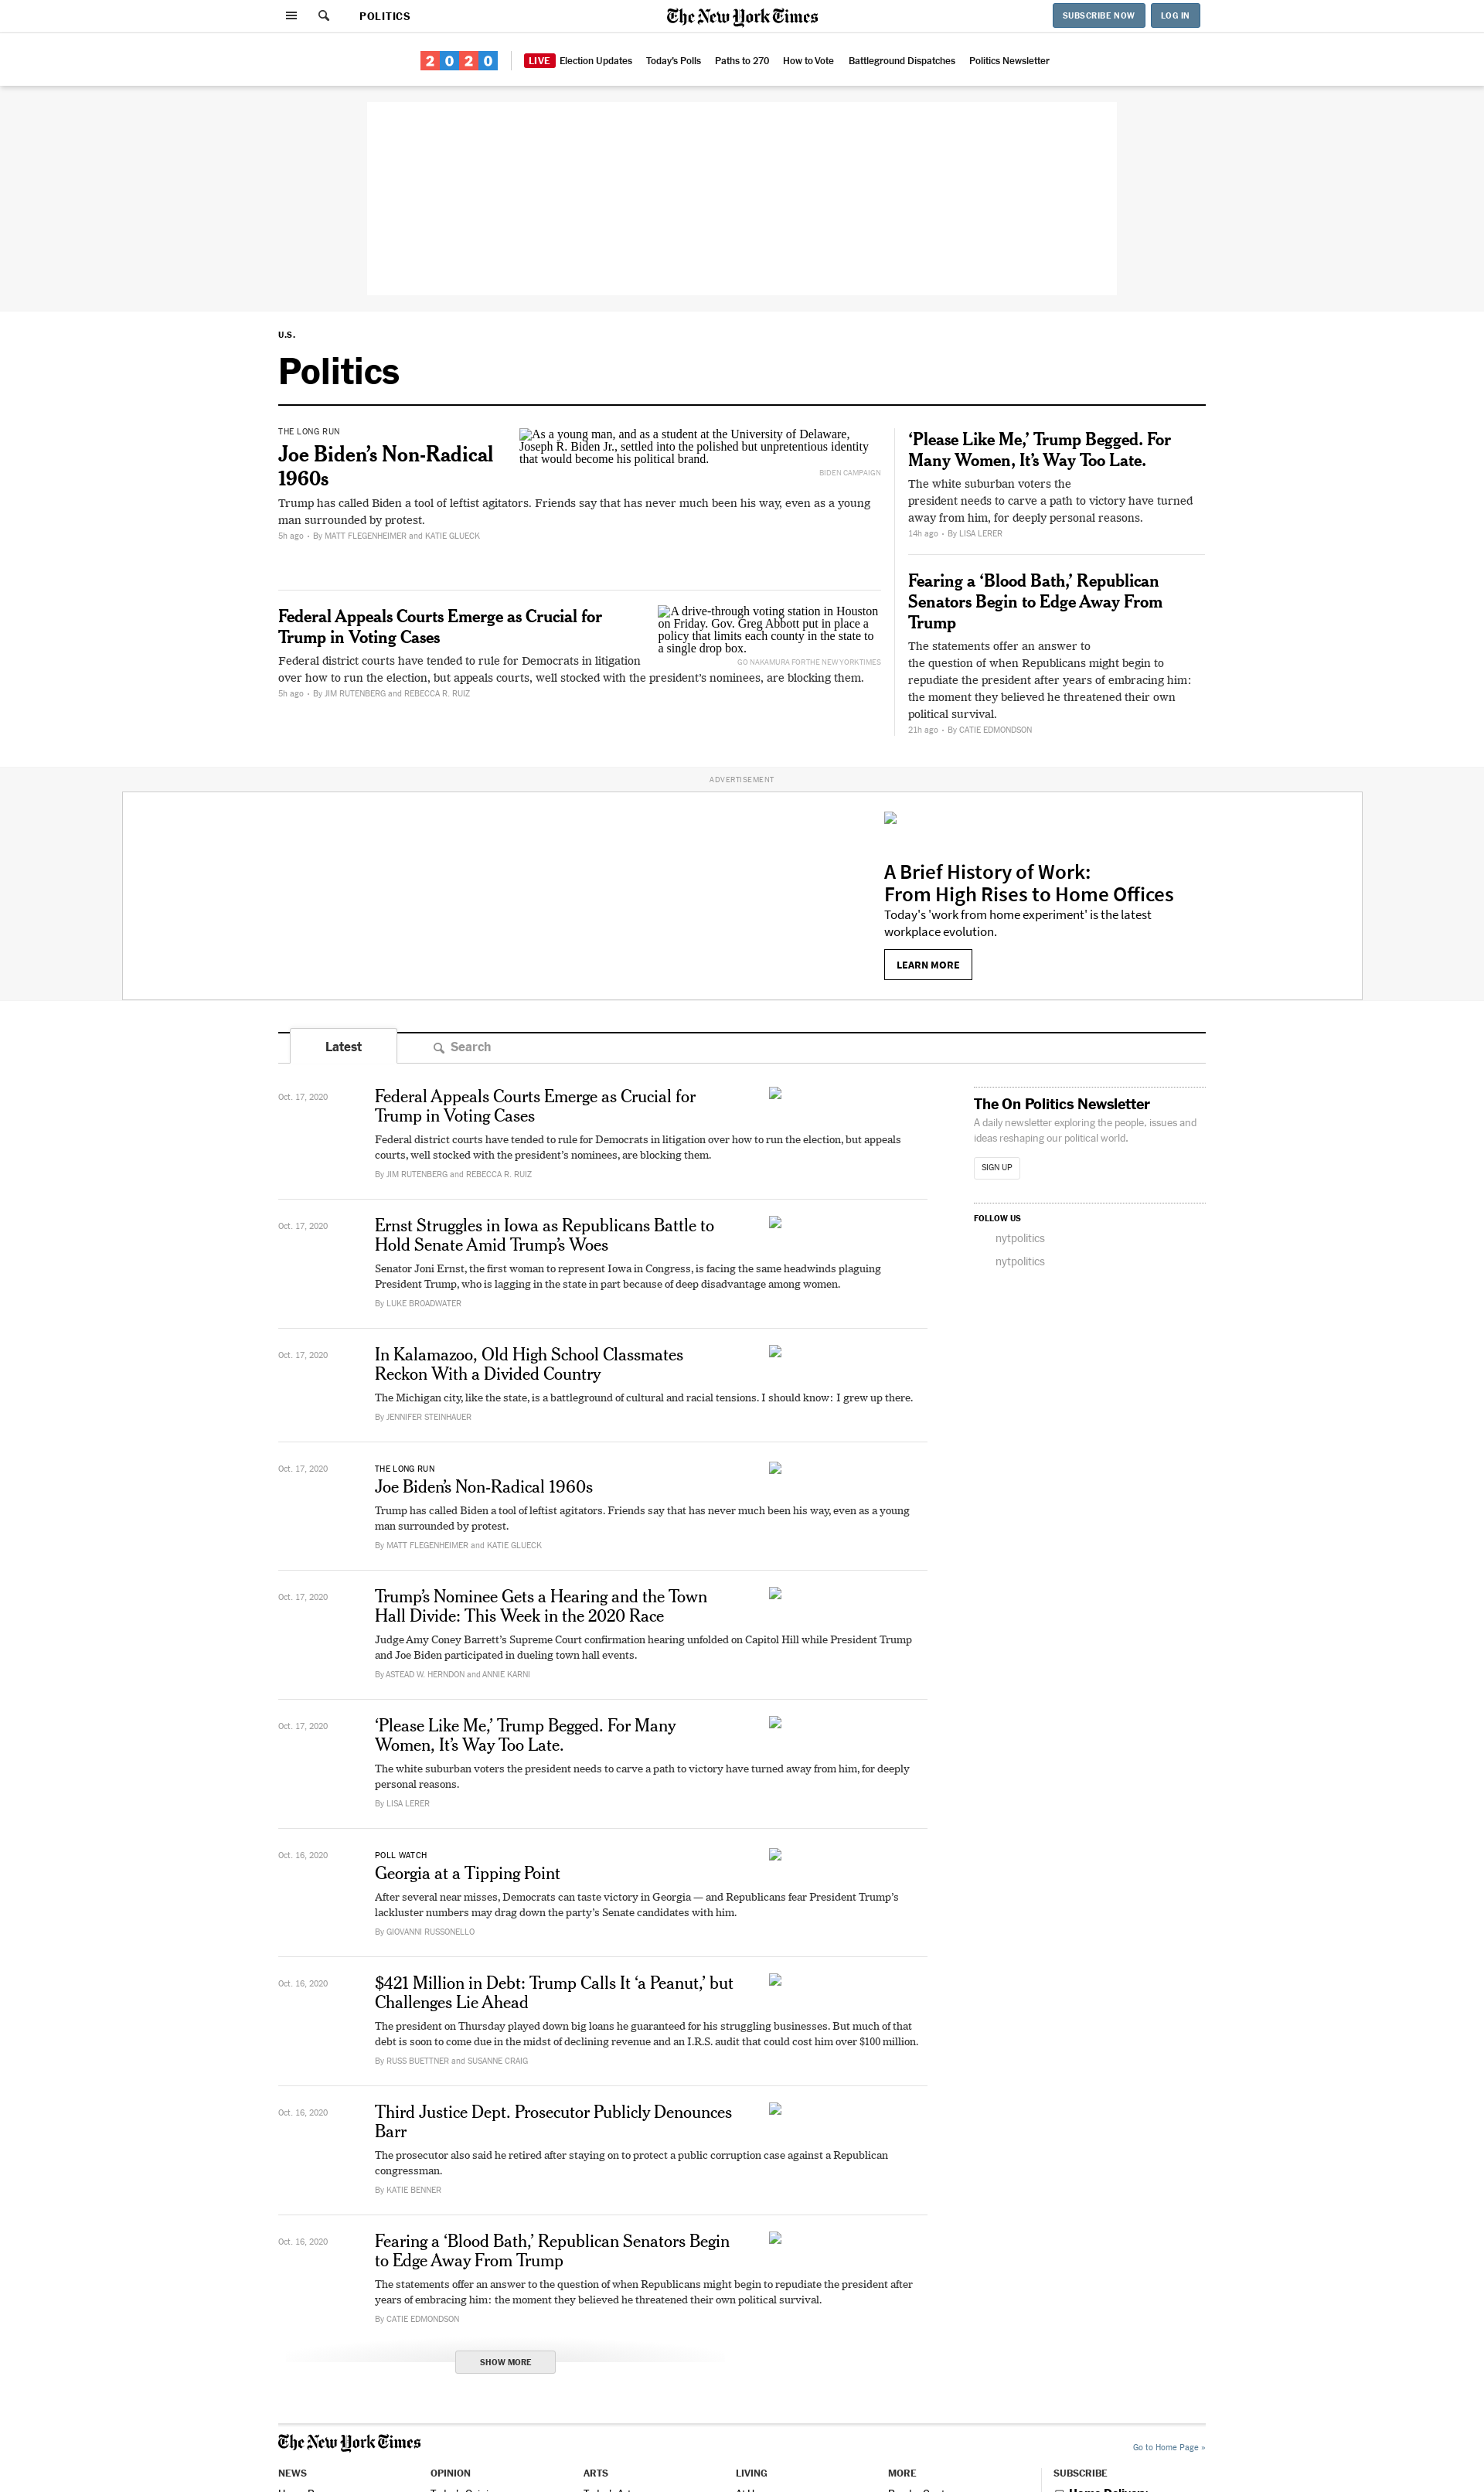 POLITICS
The New York Times
SUBSCRIBE NOW
LOG IN
2020
LIVE Election Updates
Today's Polls
Paths to 270
How to Vote
Battleground Dispatches
Politics Newsletter
U.S.
Politics
THE LONG RUN
Joe Biden’s Non-Radical
1960s
As a young man, and as a student at the University of Delaware,
Joseph R. Biden Jr., settled into the polished but unpretentious identity
that would become his political brand.
BIDEN CAMPAIGN
Trump has called Biden a tool of leftist agitators. Friends say that has never much been his way, even as a young
man surrounded by protest.
5h ago • By MATT FLEGENHEIMER and KATIE GLUECK
Federal Appeals Courts Emerge as Crucial for
Trump in Voting Cases
A drive-through voting station in Houston
on Friday. Gov. Greg Abbott put in place a
policy that limits each county in the state to
a single drop box.
GO NAKAMURA FOR THE NEW YORK TIMES
Federal district courts have tended to rule for Democrats in litigation
over how to run the election, but appeals courts, well stocked with the president’s nominees, are blocking them.
5h ago • By JIM RUTENBERG and REBECCA R. RUIZ
‘Please Like Me,’ Trump Begged. For
Many Women, It’s Way Too Late.
The white suburban voters the
president needs to carve a path to victory have turned
away from him, for deeply personal reasons.
14h ago • By LISA LERER
Fearing a ‘Blood Bath,’ Republican
Senators Begin to Edge Away From
Trump
The statements offer an answer to
the question of when Republicans might begin to
repudiate the president after years of embracing him:
the moment they believed he threatened their own
political survival.
21h ago • By CATIE EDMONDSON
ADVERTISEMENT
A Brief History of Work:
From High Rises to Home Offices
Today's 'work from home experiment' is the latest
workplace evolution.
LEARN MORE
Latest
Search
Oct. 17, 2020
Federal Appeals Courts Emerge as Crucial for
Trump in Voting Cases
Federal district courts have tended to rule for Democrats in litigation over how to run the election, but appeals
courts, well stocked with the president’s nominees, are blocking them.
By JIM RUTENBERG and REBECCA R. RUIZ
Oct. 17, 2020
Ernst Struggles in Iowa as Republicans Battle to
Hold Senate Amid Trump’s Woes
Senator Joni Ernst, the first woman to represent Iowa in Congress, is facing the same headwinds plaguing
President Trump, who is lagging in the state in part because of deep disadvantage among women.
By LUKE BROADWATER
Oct. 17, 2020
In Kalamazoo, Old High School Classmates
Reckon With a Divided Country
The Michigan city, like the state, is a battleground of cultural and racial tensions. I should know: I grew up there.
By JENNIFER STEINHAUER
Oct. 17, 2020
THE LONG RUN
Joe Biden’s Non-Radical 1960s
Trump has called Biden a tool of leftist agitators. Friends say that has never much been his way, even as a young
man surrounded by protest.
By MATT FLEGENHEIMER and KATIE GLUECK
Oct. 17, 2020
Trump’s Nominee Gets a Hearing and the Town
Hall Divide: This Week in the 2020 Race
Judge Amy Coney Barrett’s Supreme Court confirmation hearing unfolded on Capitol Hill while President Trump
and Joe Biden participated in dueling town hall events.
By ASTEAD W. HERNDON and ANNIE KARNI
Oct. 17, 2020
‘Please Like Me,’ Trump Begged. For Many
Women, It’s Way Too Late.
The white suburban voters the president needs to carve a path to victory have turned away from him, for deeply
personal reasons.
By LISA LERER
Oct. 16, 2020
POLL WATCH
Georgia at a Tipping Point
After several near misses, Democrats can taste victory in Georgia — and Republicans fear President Trump’s
lackluster numbers may drag down the party’s Senate candidates with him.
By GIOVANNI RUSSONELLO
Oct. 16, 2020
$421 Million in Debt: Trump Calls It ‘a Peanut,’ but
Challenges Lie Ahead
The president on Thursday played down big loans he guaranteed for his struggling businesses. But much of that
debt is soon to come due in the midst of declining revenue and an I.R.S. audit that could cost him over $100 million.
By RUSS BUETTNER and SUSANNE CRAIG
Oct. 16, 2020
Third Justice Dept. Prosecutor Publicly Denounces
Barr
The prosecutor also said he retired after staying on to protect a public corruption case against a Republican
congressman.
By KATIE BENNER
Oct. 16, 2020
Fearing a ‘Blood Bath,’ Republican Senators Begin
to Edge Away From Trump
The statements offer an answer to the question of when Republicans might begin to repudiate the president after
years of embracing him: the moment they believed he threatened their own political survival.
By CATIE EDMONDSON
SHOW MORE
The On Politics Newsletter
A daily newsletter exploring the people, issues and
ideas reshaping our political world.
SIGN UP
FOLLOW US
nytpolitics
nytpolitics
The New York Times
Go to Home Page »
NEWS
OPINION
ARTS
LIVING
MORE
SUBSCRIBE